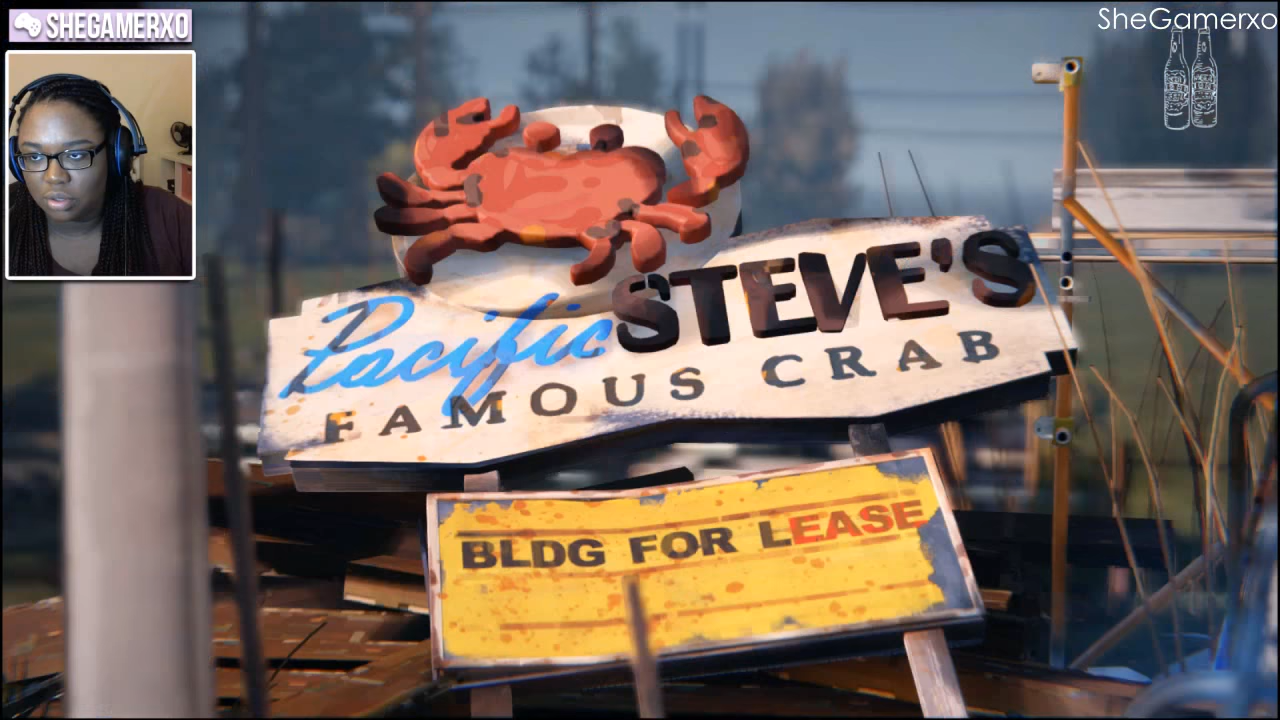 SHEGAMERXO
SheGamerxo
Pacific STEVE'S
FAMOUS CRAB
BLDG FOR LEASE